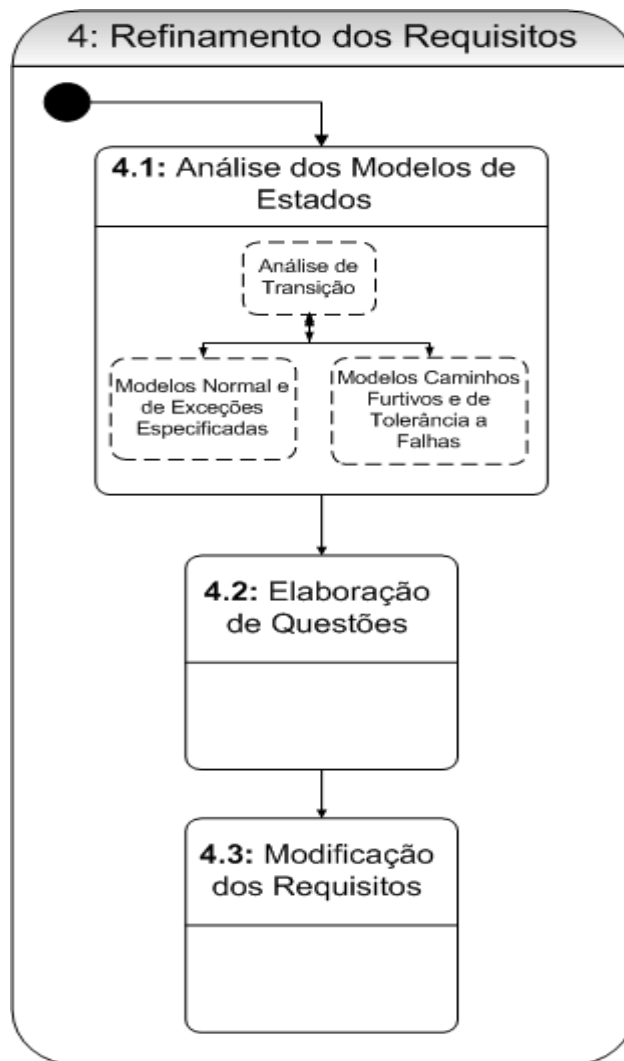 4: Refinamento dos Requisitos
4.1: Análise dos Modelos de
Estados
Análise de
Transição
Modelos Normal e
de Exceções
Especificadas
Modelos Caminhos
Furtivos e de
Tolerância a
Falhas
4.2: Elaboração
de Questões
4.3: Modificação
dos Requisitos